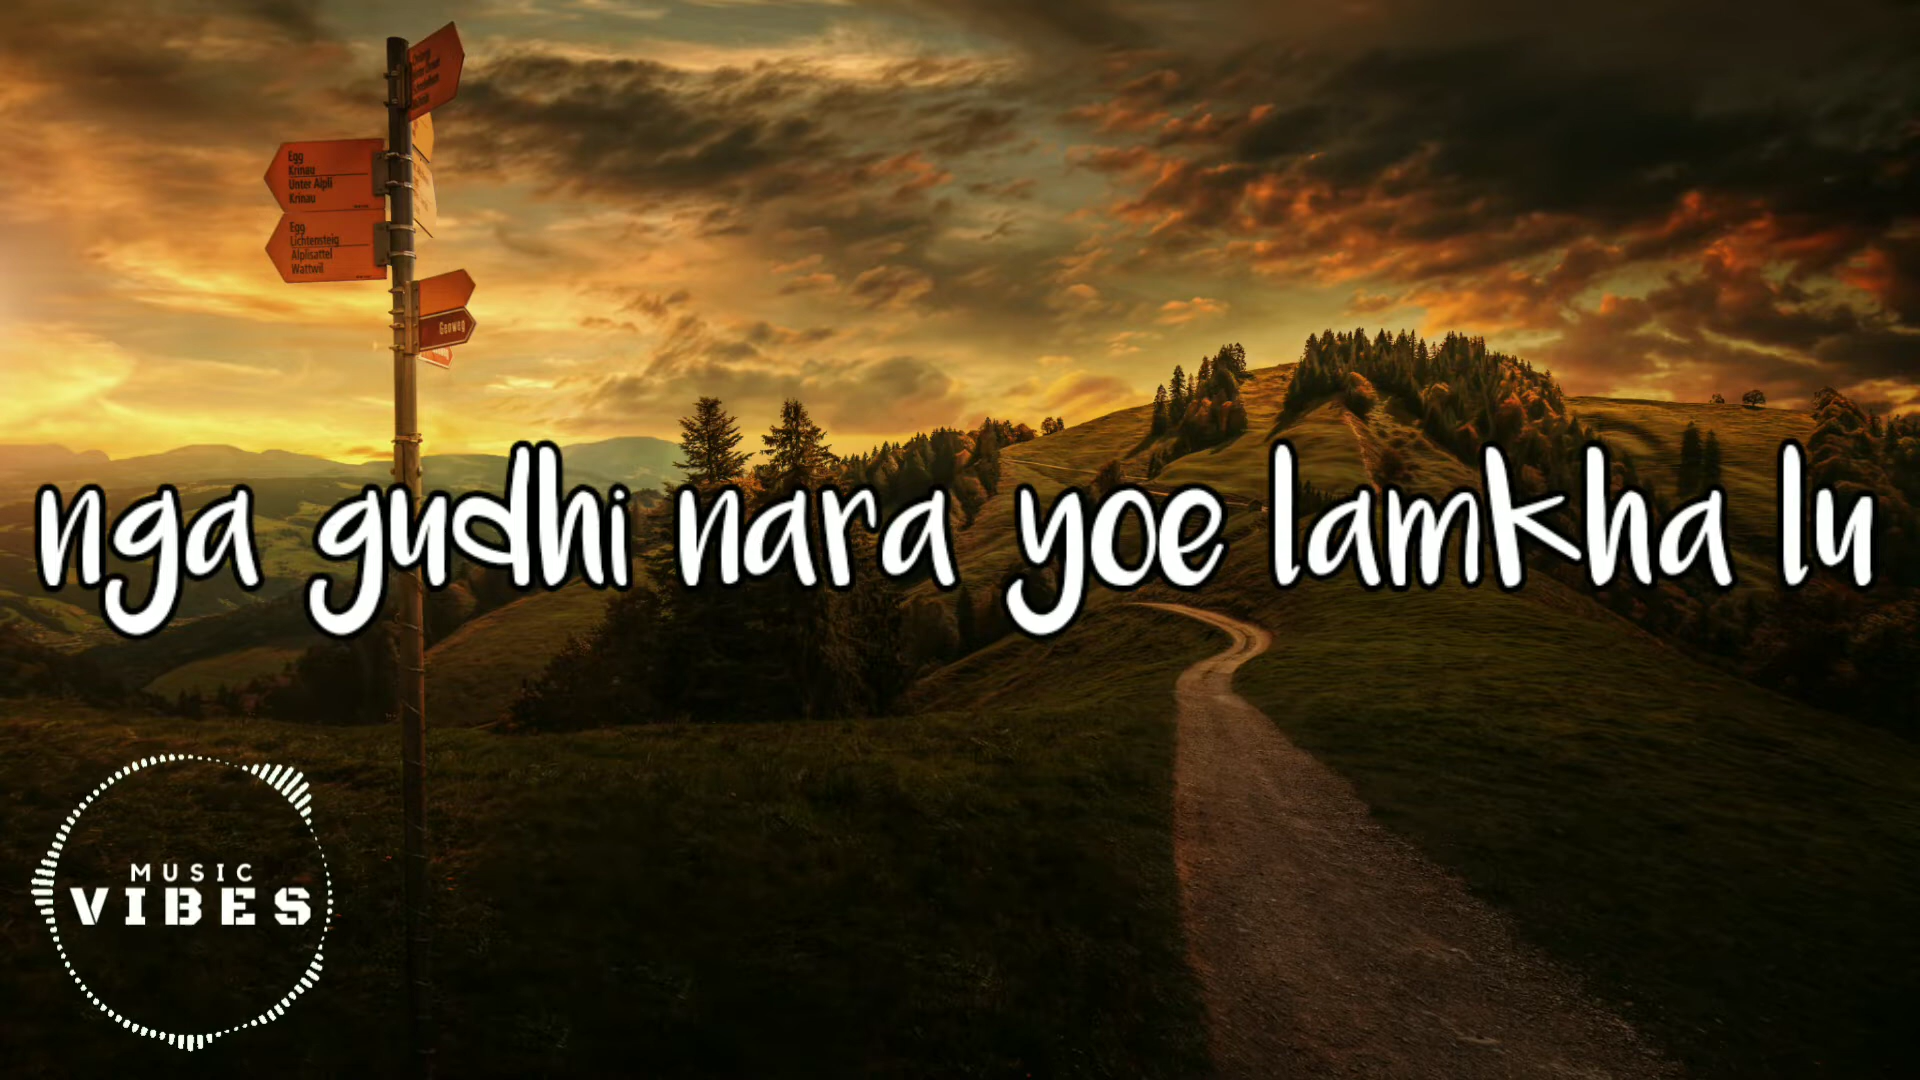 Egg
Krinau
Unter Alpli
Krinau
Egg
Lichtensteig
Alplisattel
Wattwil
nga gudhi nara yoe lamkha lu
MUSIC
VIBES